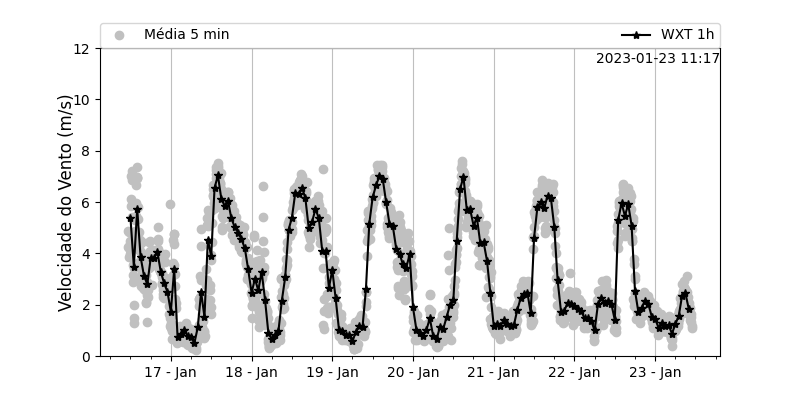 Média 5 min
WXT 1h
2023-01-23 11:17
Velocidade do Vento (m/s)
12
10
8
6
4
2
0
17 - Jan
18 - Jan
19 - Jan
20 - Jan
21 - Jan
22 - Jan
23 - Jan